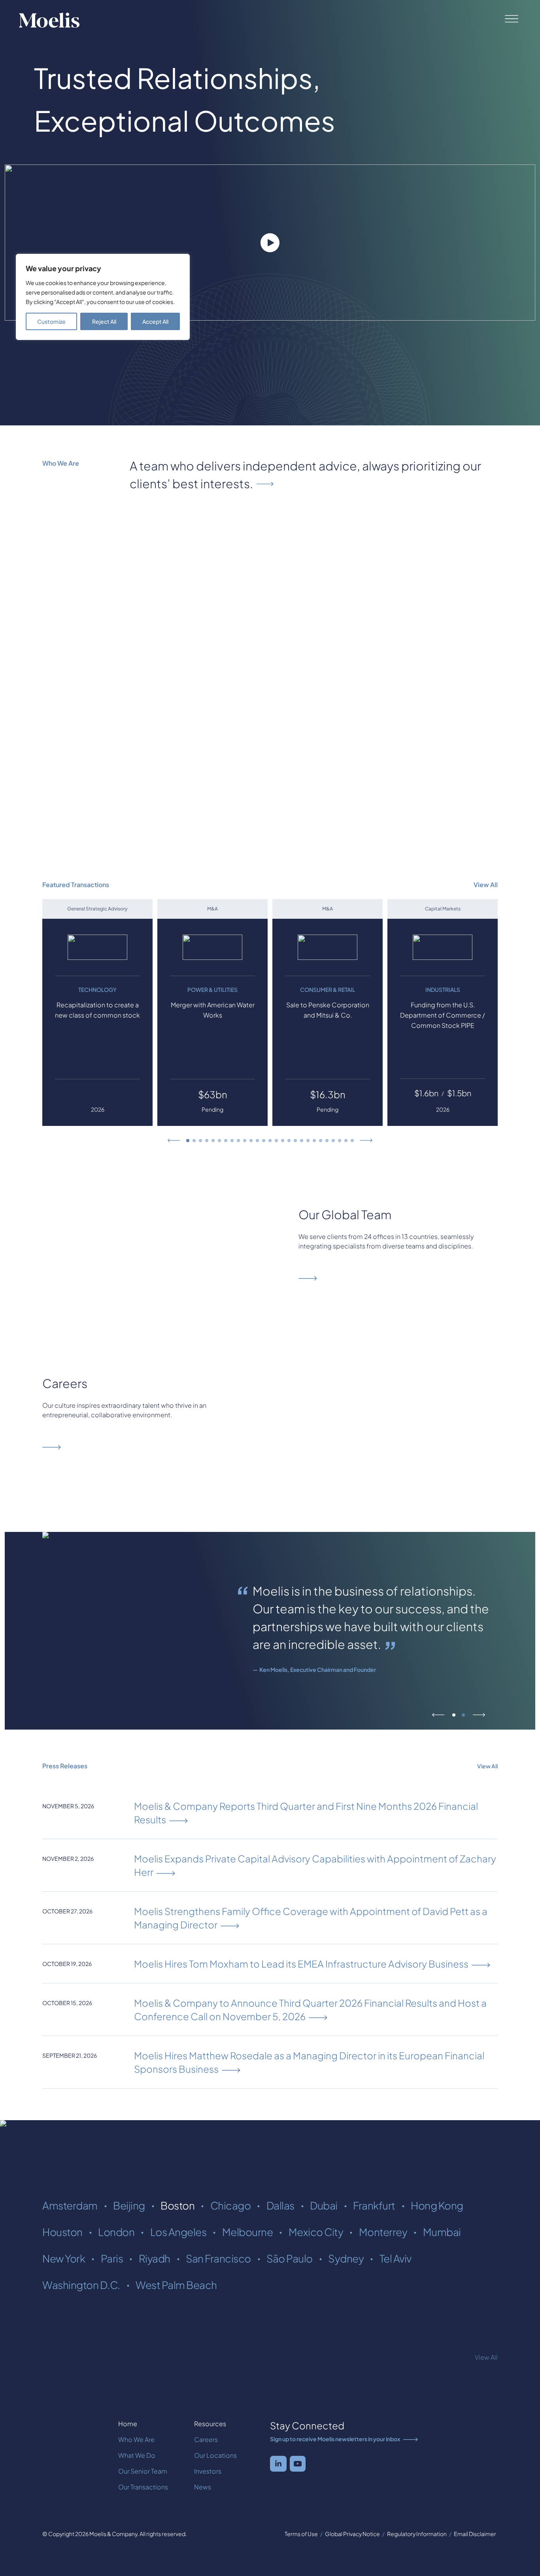 Moelis
Trusted Relationships,
Exceptional Outcomes
We value your privacy
We use cookies to enhance your browsing experience,
serve personalised ads or content, and analyse our traffic.
By clicking "Accept All", you consent to our use of cookies.
Customise
Reject All
Accept All
Who We Are
A team who delivers independent advice, always prioritizing our
clients' best interests.
Featured Transactions
View All
General Strategic Advisory
TECHNOLOGY
Recapitalization to create a
new class of common stock
2026
M&A
POWER & UTILITIES
Merger with American Water
Works
$63bn
Pending
M&A
CONSUMER & RETAIL
Sale to Penske Corporation
and Mitsui & Co.
$16.3bn
Pending
Capital Markets
INDUSTRIALS
Funding from the U.S.
Department of Commerce /
Common Stock PIPE
$1.6bn / $1.5bn
2026
Our Global Team
We serve clients from 24 offices in 13 countries, seamlessly
integrating specialists from diverse teams and disciplines.
Careers
Our culture inspires extraordinary talent who thrive in an
entrepreneurial, collaborative environment.
“ Moelis is in the business of relationships.
Our team is the key to our success, and the
partnerships we have built with our clients
are an incredible asset. ”
— Ken Moelis, Executive Chairman and Founder
Press Releases
View All
NOVEMBER 5, 2026
Moelis & Company Reports Third Quarter and First Nine Months 2026 Financial
Results
NOVEMBER 2, 2026
Moelis Expands Private Capital Advisory Capabilities with Appointment of Zachary
Herr
OCTOBER 27, 2026
Moelis Strengthens Family Office Coverage with Appointment of David Pett as a
Managing Director
OCTOBER 19, 2026
Moelis Hires Tom Moxham to Lead its EMEA Infrastructure Advisory Business
OCTOBER 15, 2026
Moelis & Company to Announce Third Quarter 2026 Financial Results and Host a
Conference Call on November 5, 2026
SEPTEMBER 21, 2026
Moelis Hires Matthew Rosedale as a Managing Director in its European Financial
Sponsors Business
Amsterdam • Beijing • Boston • Chicago • Dallas • Dubai • Frankfurt • Hong Kong
Houston • London • Los Angeles • Melbourne • Mexico City • Monterrey • Mumbai
New York • Paris • Riyadh • San Francisco • São Paulo • Sydney • Tel Aviv
Washington D.C. • West Palm Beach
View All
Home
Who We Are
What We Do
Our Senior Team
Our Transactions
Resources
Careers
Our Locations
Investors
News
Stay Connected
Sign up to receive Moelis newsletters in your inbox
© Copyright 2026 Moelis & Company. All rights reserved.
Terms of Use / Global Privacy Notice / Regulatory Information / Email Disclaimer